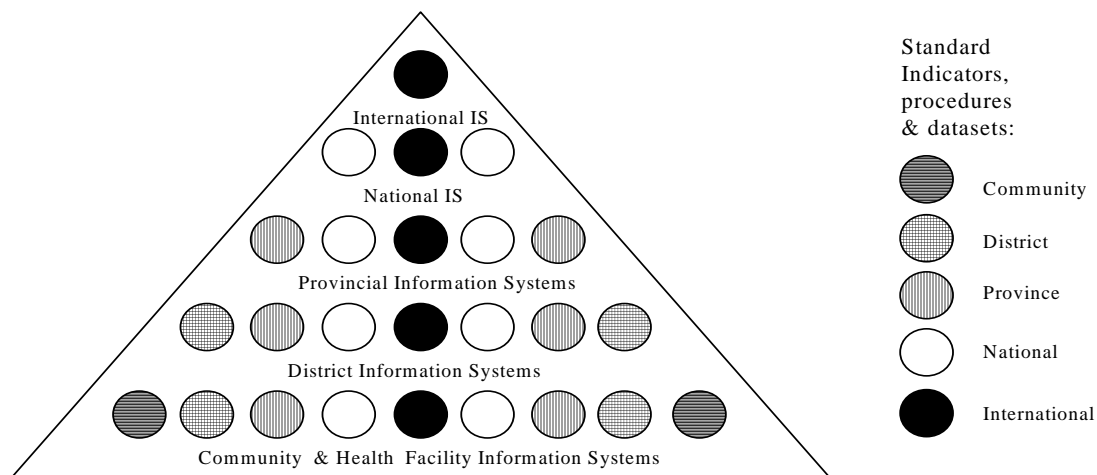 International IS
National IS
Provincial Information Systems
District Information Systems
Community & Health Facility Information Systems
Standard
Indicators,
procedures
& datasets:
Community
District
Province
National
International